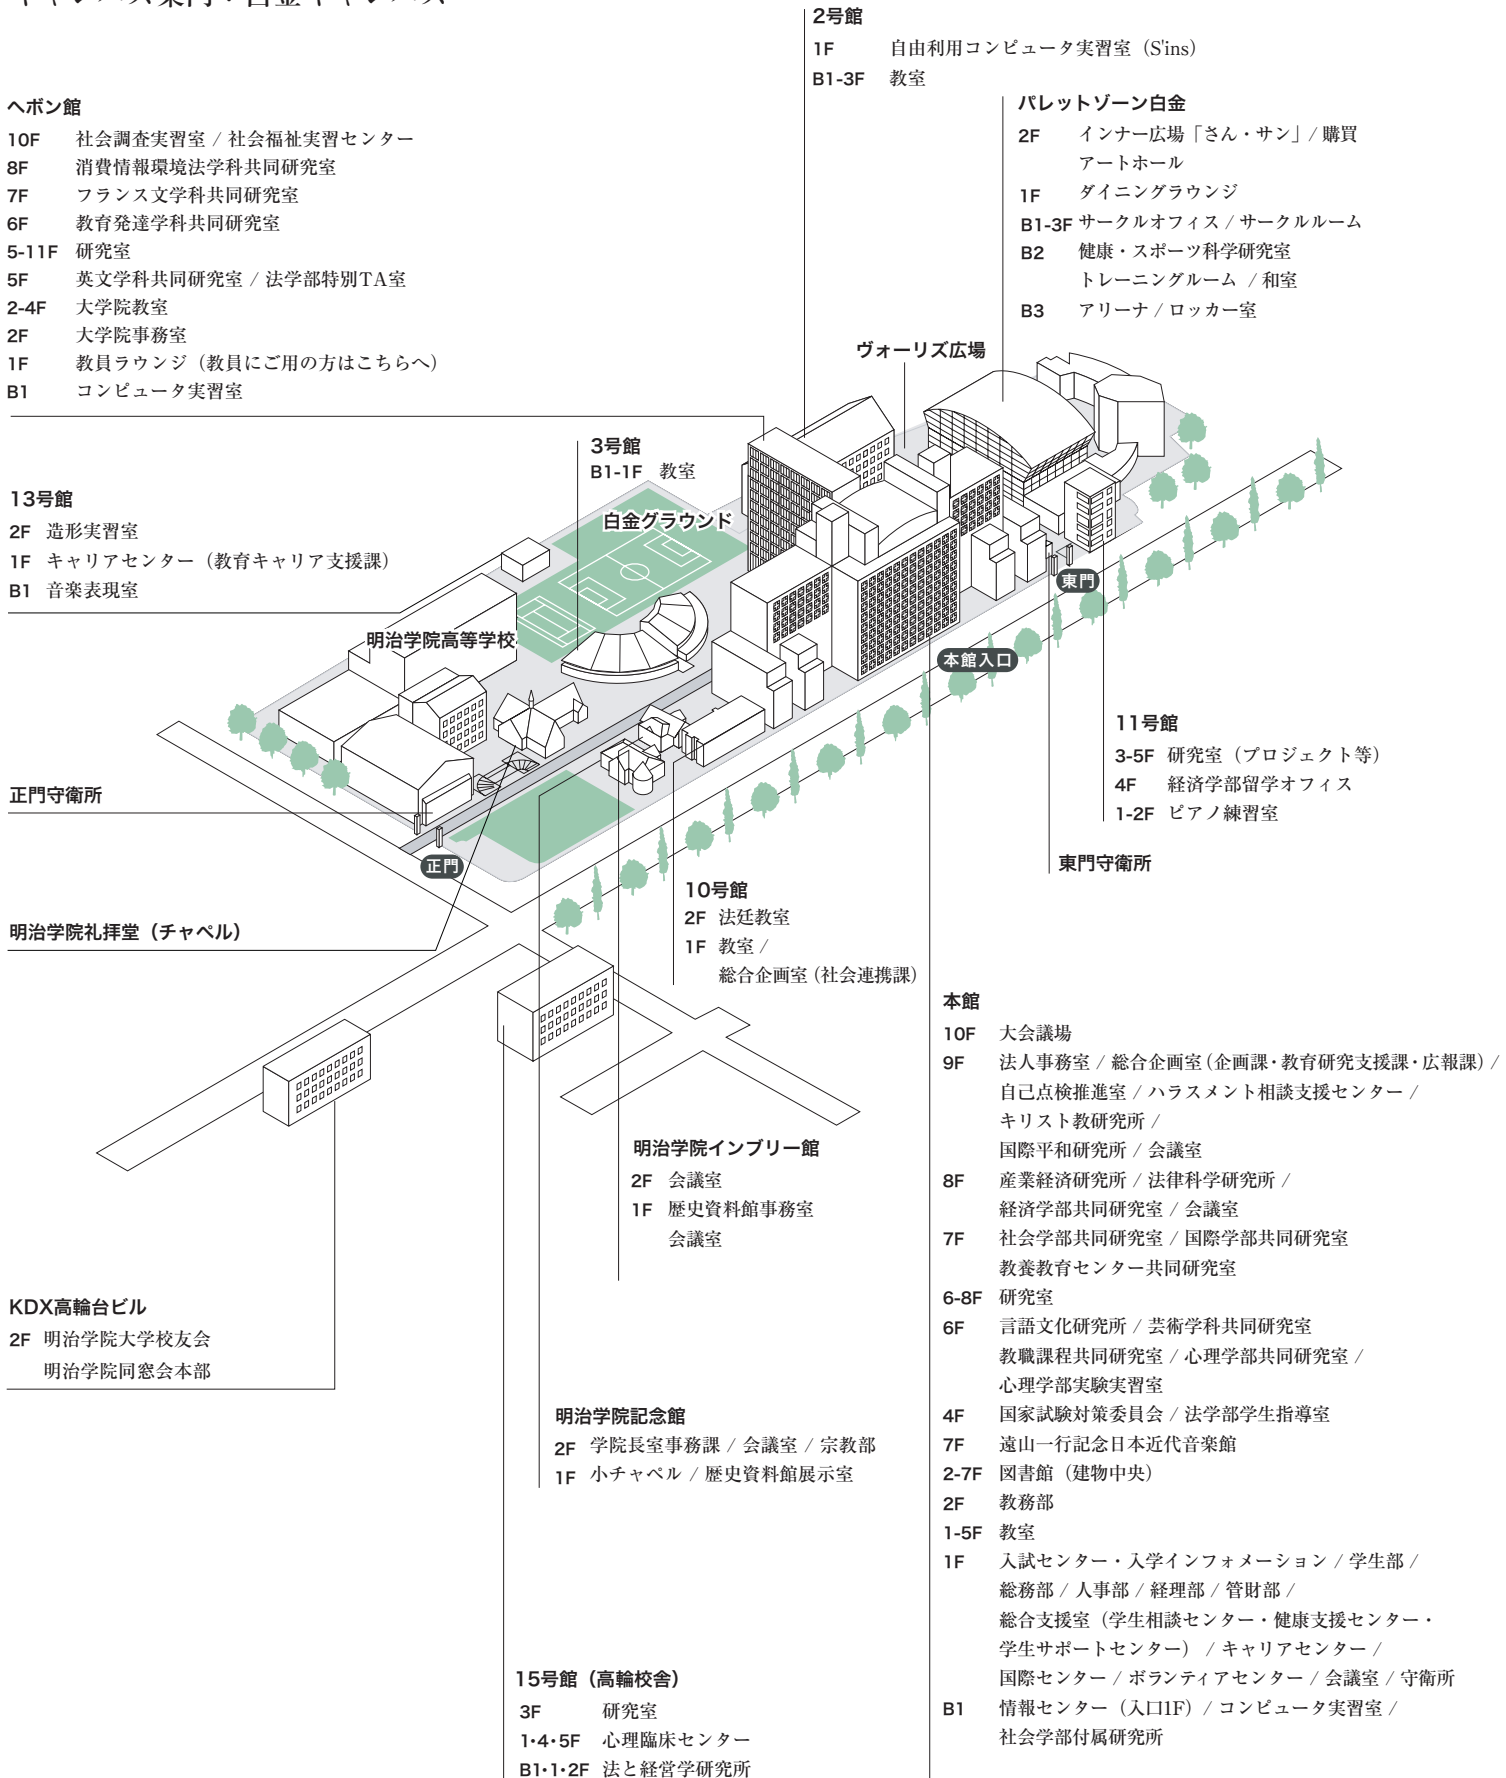 キャンパス案内：白金キャンパス
2号館
1F 自由利用コンピュータ実習室（S'ins）
B1-3F 教室
ヘボン館
10F 社会調査実習室 / 社会福祉実習センター
8F 消費情報環境法学科共同研究室
7F フランス文学科共同研究室
6F 教育発達学科共同研究室
5-11F 研究室
5F 英文学科共同研究室 / 法学部特別TA室
2-4F 大学院教室
2F 大学院事務室
1F 教員ラウンジ（教員にご用の方はこちらへ）
B1 コンピュータ実習室
パレットゾーン白金
2F インナー広場「さん・サン」/ 購買
アートホール
1F ダイニングラウンジ
B1-3F サークルオフィス / サークルルーム
B2 健康・スポーツ科学研究室
トレーニングルーム / 和室
B3 アリーナ / ロッカー室
ヴォーリズ広場
3号館
B1-1F 教室
白金グラウンド
13号館
2F 造形実習室
1F キャリアセンター（教育キャリア支援課）
B1 音楽表現室
明治学院高等学校
東門
本館入口
11号館
3-5F 研究室（プロジェクト等）
4F 経済学部留学オフィス
1-2F ピアノ練習室
東門守衛所
正門守衛所
正門
明治学院礼拝堂（チャペル）
10号館
2F 法廷教室
1F 教室 /
総合企画室（社会連携課）
明治学院インブリー館
2F 会議室
1F 歴史資料館事務室
会議室
KDX高輪台ビル
2F 明治学院大学校友会
明治学院同窓会本部
明治学院記念館
2F 学院長室事務課 / 会議室 / 宗教部
1F 小チャペル / 歴史資料館展示室
15号館（高輪校舎）
3F 研究室
1・4・5F 心理臨床センター
B1・1・2F 法と経営学研究所
本館
10F 大会議場
9F 法人事務室 / 総合企画室（企画課・教育研究支援課・広報課）/
自己点検推進室 / ハラスメント相談支援センター /
キリスト教研究所 /
国際平和研究所 / 会議室
8F 産業経済研究所 / 法律科学研究所 /
経済学部共同研究室 / 会議室
7F 社会学部共同研究室 / 国際学部共同研究室
教養教育センター共同研究室
6-8F 研究室
6F 言語文化研究所 / 芸術学科共同研究室
教職課程共同研究室 / 心理学部共同研究室 /
心理学部実験実習室
4F 国家試験対策委員会 / 法学部学生指導室
7F 遠山一行記念日本近代音楽館
2-7F 図書館（建物中央）
2F 教務部
1-5F 教室
1F 入試センター・入学インフォメーション / 学生部 /
総務部 / 人事部 / 経理部 / 管財部 /
総合支援室（学生相談センター・健康支援センター・
学生サポートセンター） / キャリアセンター /
国際センター / ボランティアセンター / 会議室 / 守衛所
B1 情報センター（入口1F）/ コンピュータ実習室 /
社会学部付属研究所